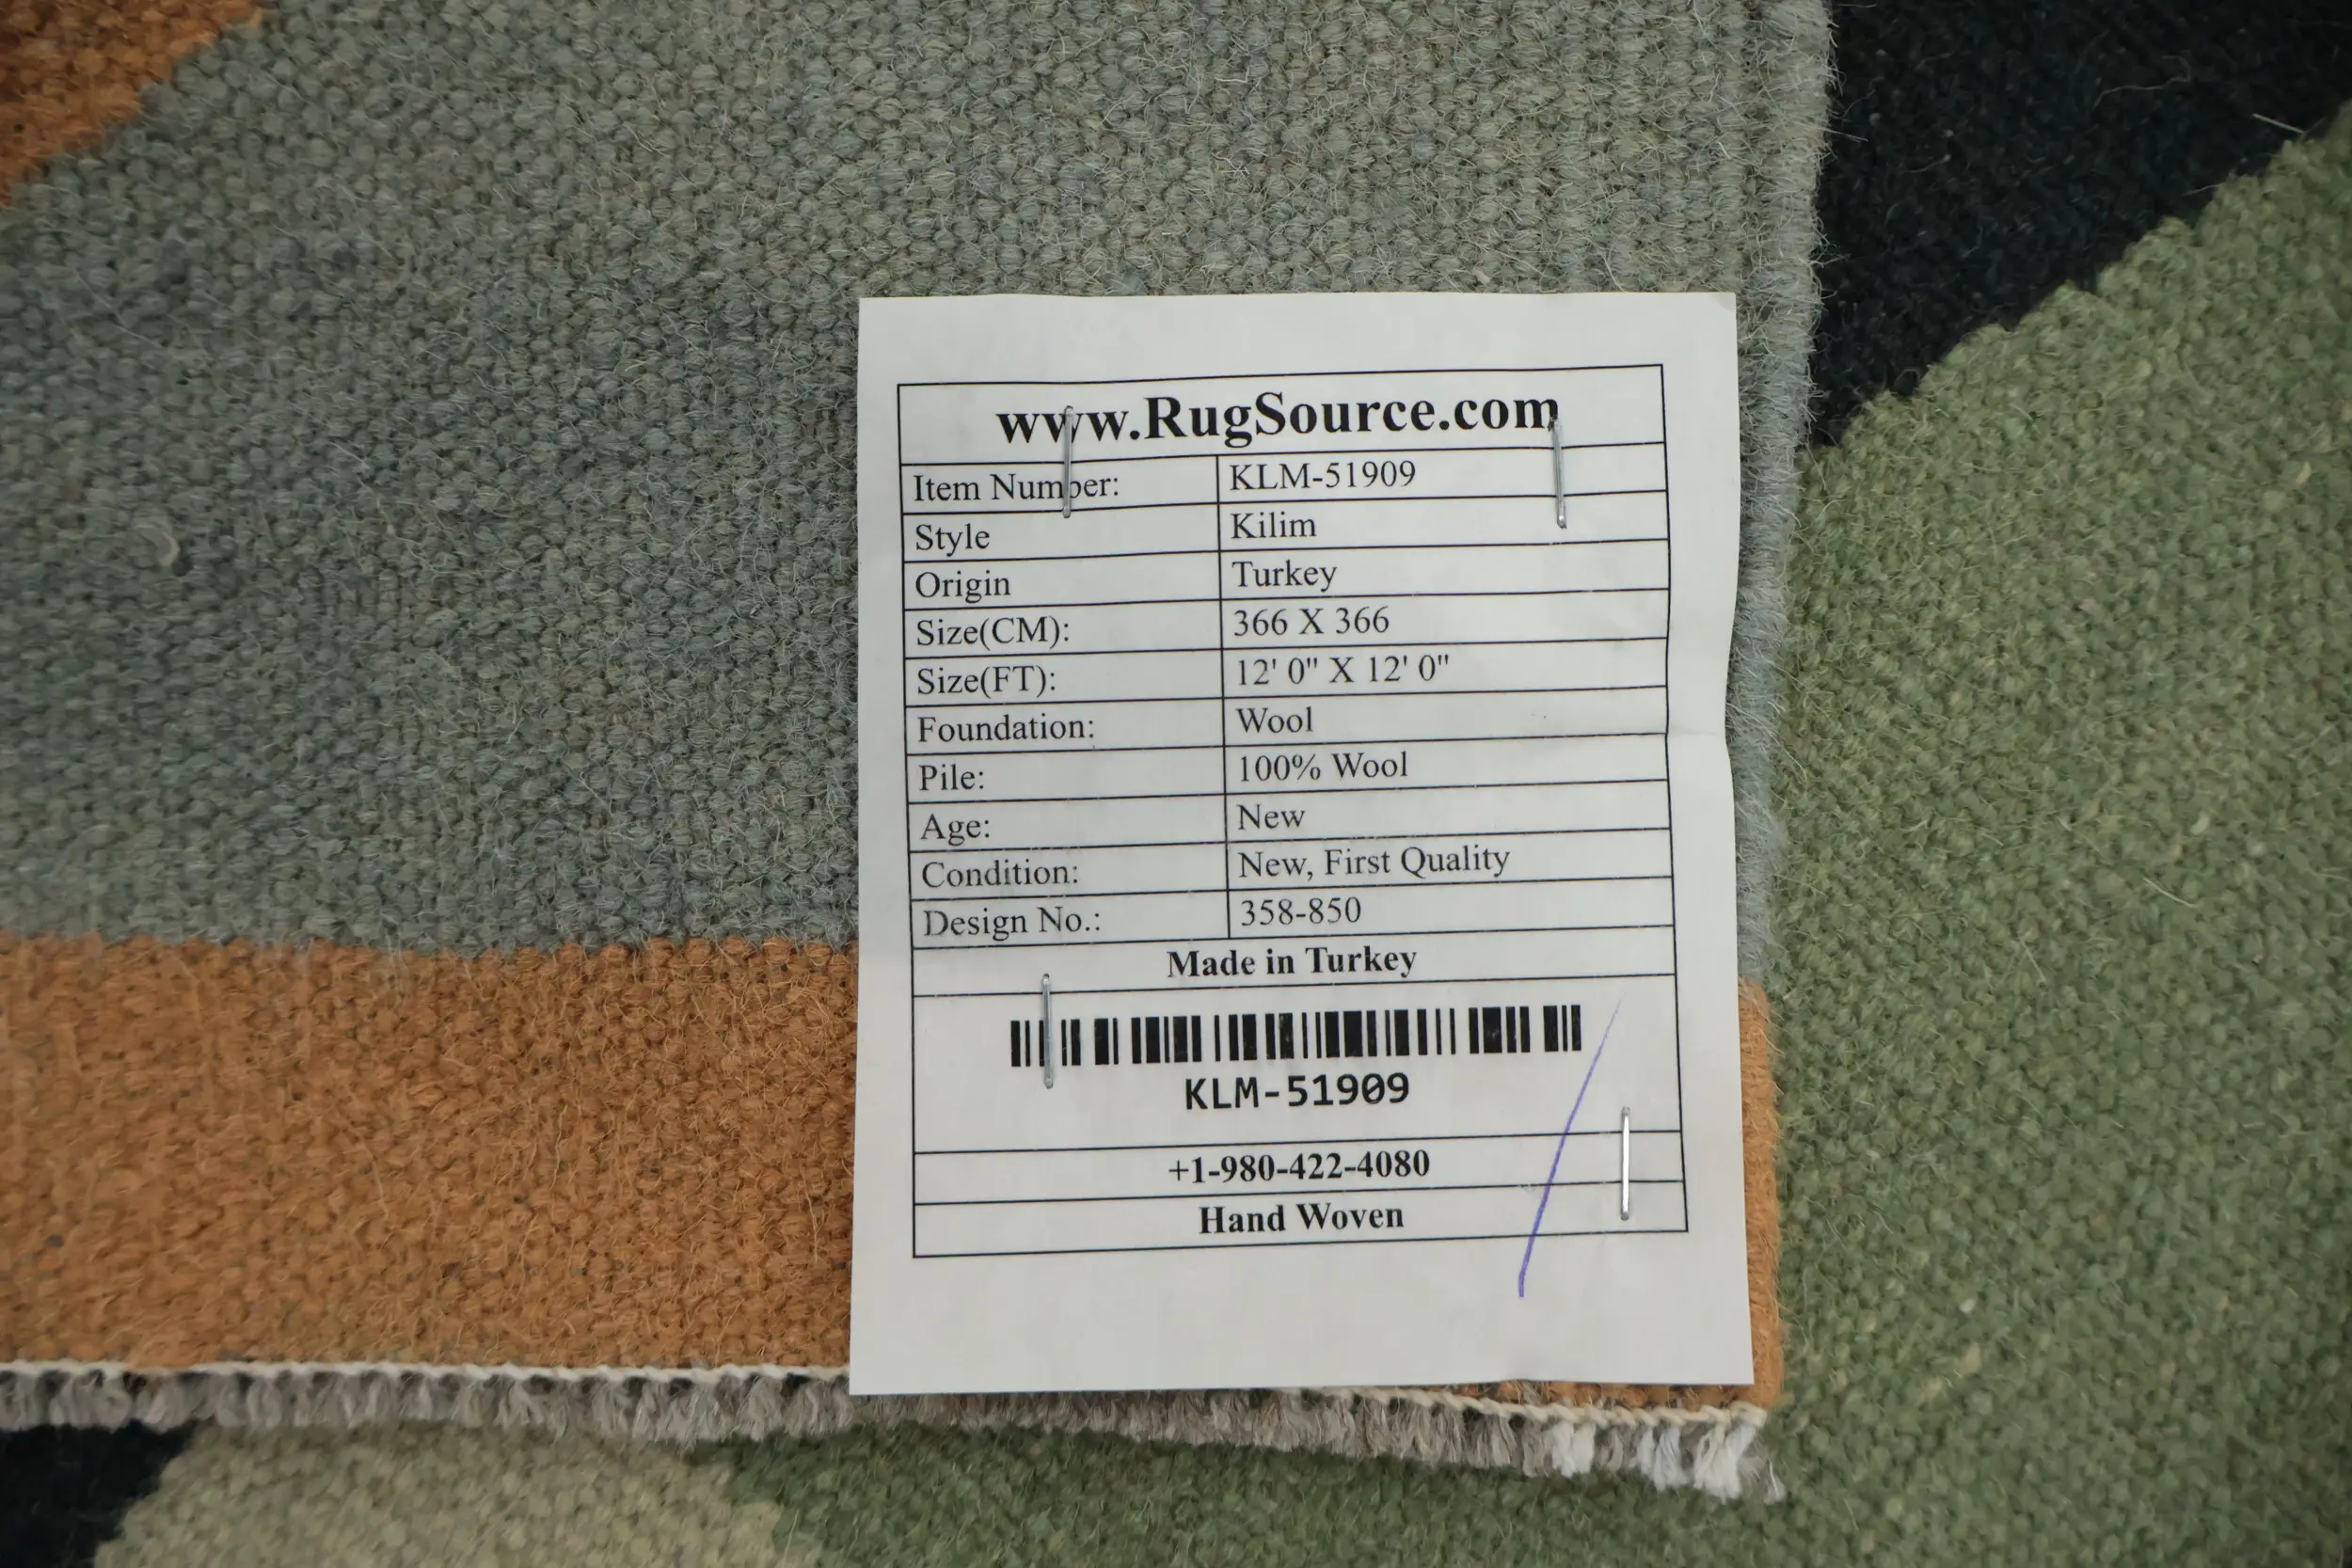 www.RugSource.com
Item Number: KLM-51909
Style Kilim
Origin Turkey
Size(CM): 366 X 366
Size(FT): 12' 0" X 12' 0"
Foundation: Wool
Pile: 100% Wool
Age: New
Condition: New, First Quality
Design No.: 358-850
Made in Turkey
KLM-51909
+1-980-422-4080
Hand Woven